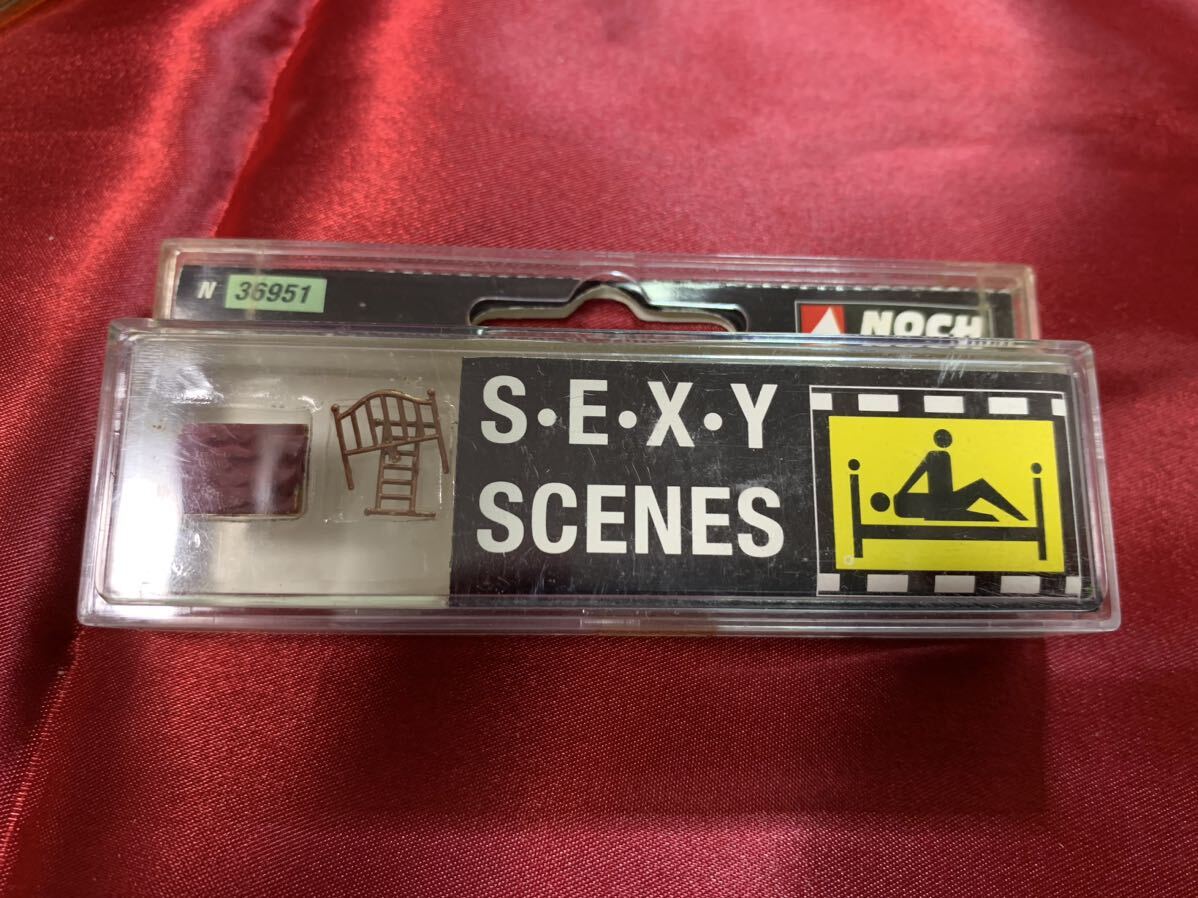 N 36951
NOCH
S·E·X·Y
SCENES